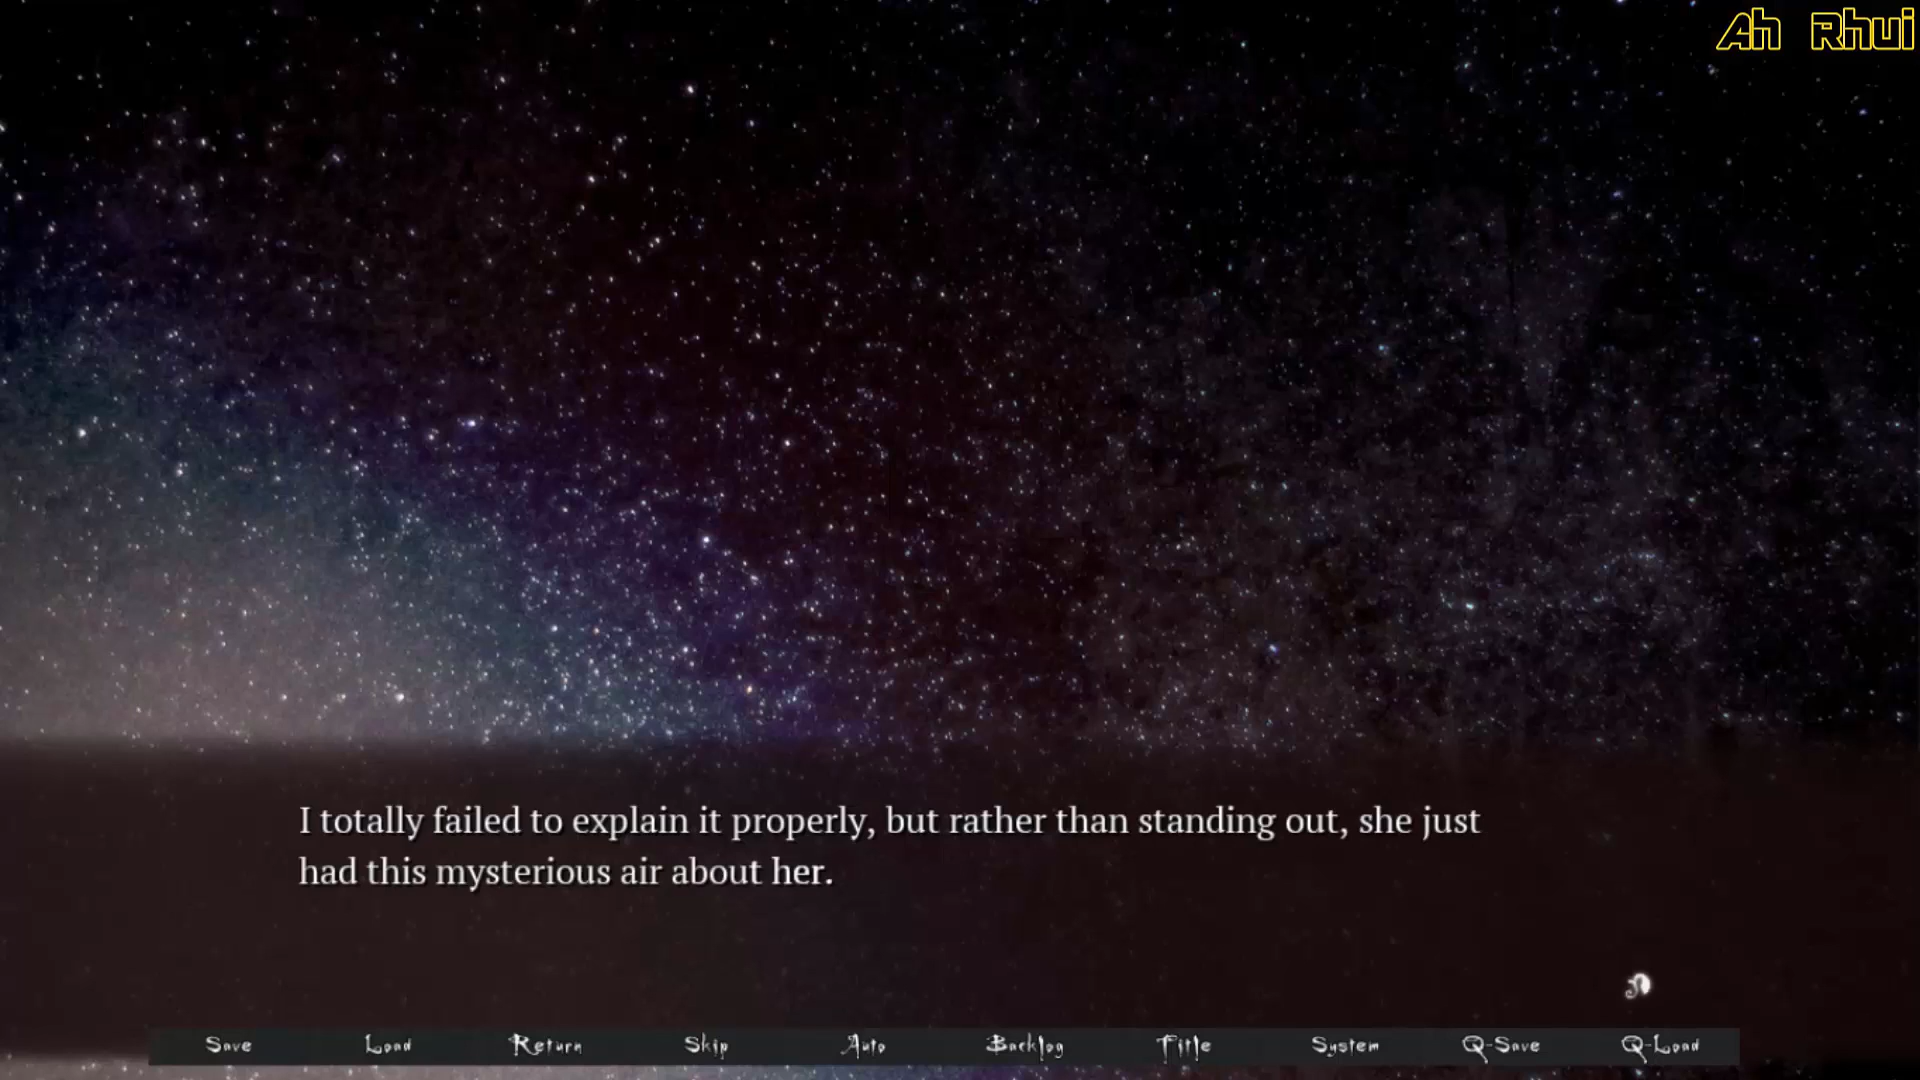 Ah Rhui
I totally failed to explain it properly, but rather than standing out, she just
had this mysterious air about her.
Save Load Return Skip Auto Backlog Title System Q-Save Q-Load